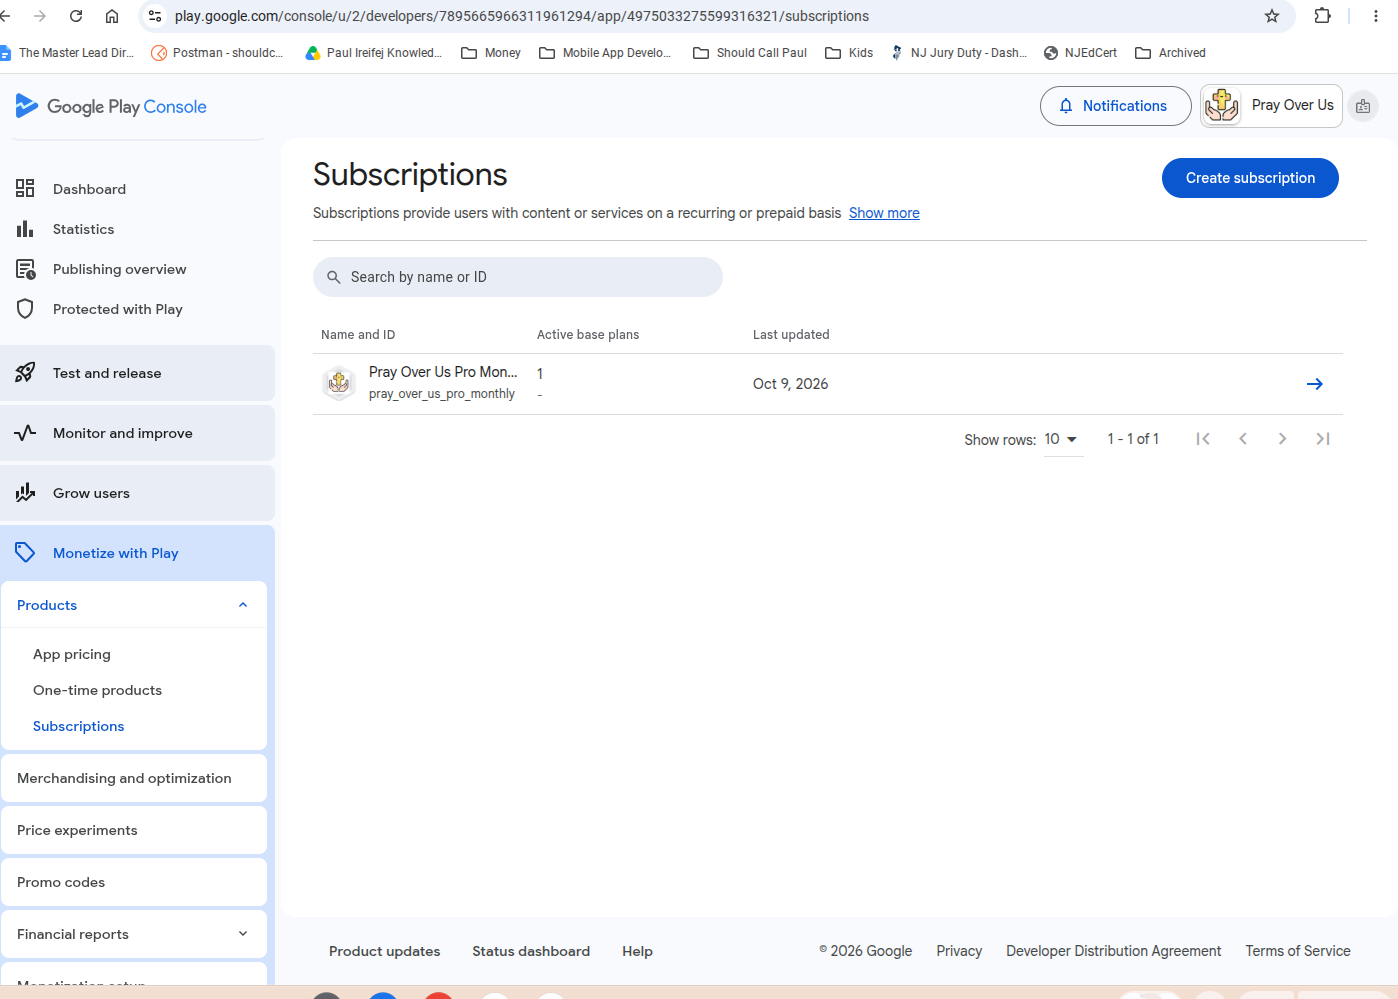 play.google.com/console/u/2/developers/7895665966311961294/app/4975033275599316321/subscriptions
The Master Lead Dir...
Postman - shouldc...
Paul Ireifej Knowled...
Money
Mobile App Develo...
Should Call Paul
Kids
NJ Jury Duty - Dash...
NJEdCert
Archived
Google Play Console
Notifications
Pray Over Us
Dashboard
Statistics
Publishing overview
Protected with Play
Test and release
Monitor and improve
Grow users
Monetize with Play
Products
App pricing
One-time products
Subscriptions
Merchandising and optimization
Price experiments
Promo codes
Financial reports
Monetization setup
Subscriptions
Create subscription
Subscriptions provide users with content or services on a recurring or prepaid basis Show more
Search by name or ID
Name and ID
Active base plans
Last updated
Pray Over Us Pro Mon...
pray_over_us_pro_monthly
1
-
Oct 9, 2026
Show rows: 10
1 - 1 of 1
Product updates
Status dashboard
Help
© 2026 Google
Privacy
Developer Distribution Agreement
Terms of Service